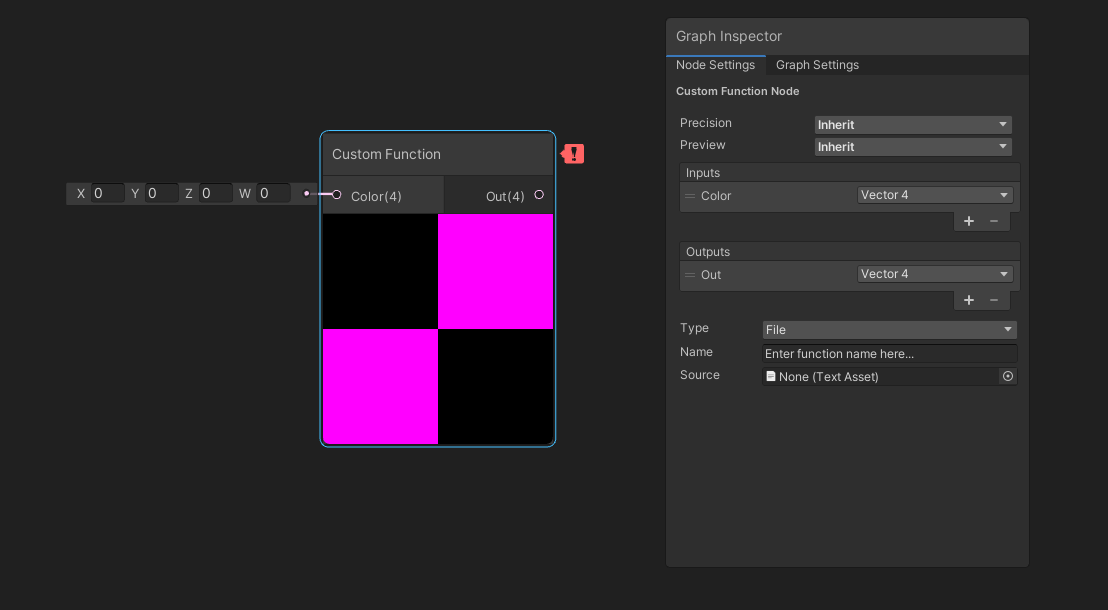 Graph Inspector
Node Settings Graph Settings
Custom Function Node
Precision Inherit
Preview Inherit
Inputs
Color Vector 4
+ −
Outputs
Out Vector 4
+ −
Type File
Name Enter function name here...
Source None (Text Asset)
Custom Function !
X 0 Y 0 Z 0 W 0 Color(4) Out(4)